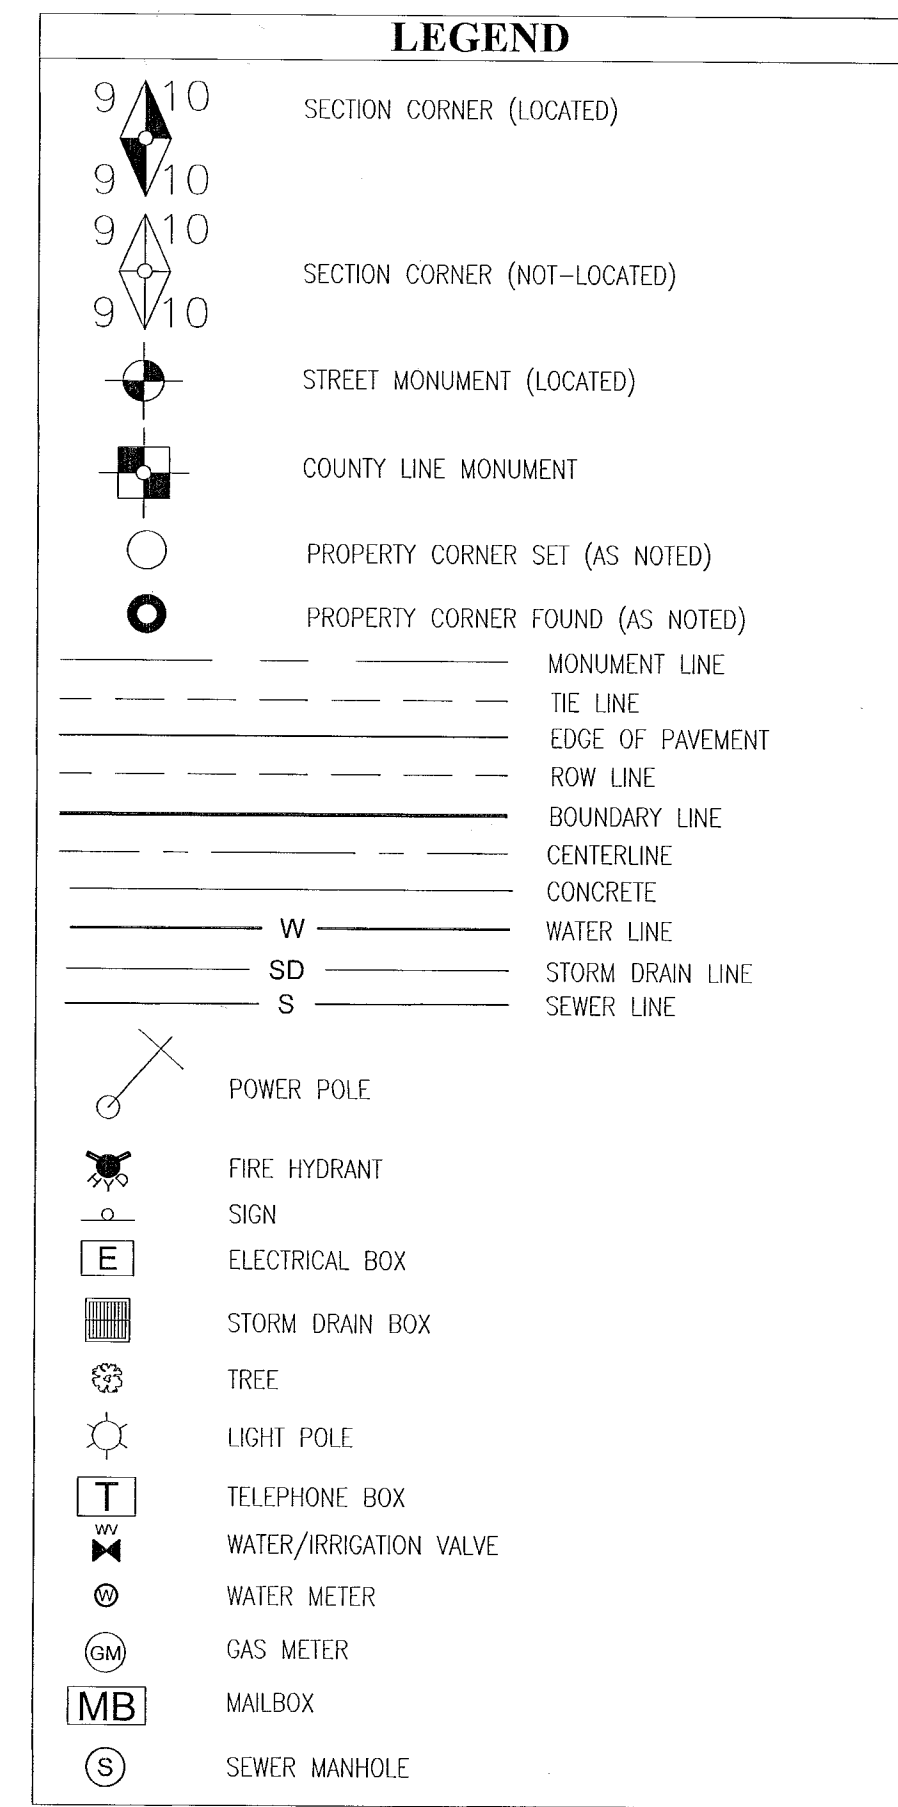 LEGEND
9 10
SECTION CORNER (LOCATED)
9 10
9 10
SECTION CORNER (NOT-LOCATED)
9 10
STREET MONUMENT (LOCATED)
COUNTY LINE MONUMENT
PROPERTY CORNER SET (AS NOTED)
PROPERTY CORNER FOUND (AS NOTED)
MONUMENT LINE
TIE LINE
EDGE OF PAVEMENT
ROW LINE
BOUNDARY LINE
CENTERLINE
CONCRETE
W WATER LINE
SD STORM DRAIN LINE
S SEWER LINE
POWER POLE
HYD FIRE HYDRANT
SIGN
E ELECTRICAL BOX
STORM DRAIN BOX
TREE
LIGHT POLE
T TELEPHONE BOX
WV
WATER/IRRIGATION VALVE
W WATER METER
GM GAS METER
MB MAILBOX
S SEWER MANHOLE